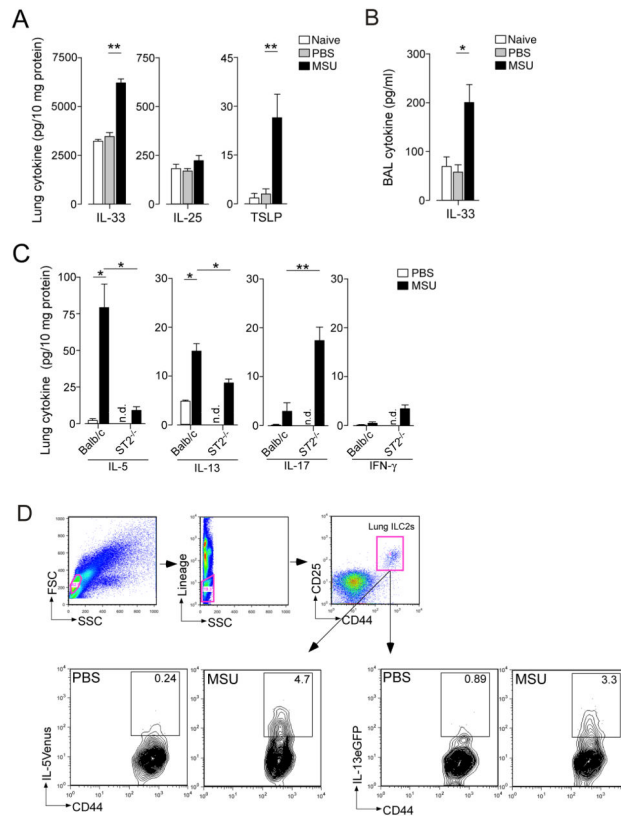 A
Naive
PBS
MSU
**
**
Lung cytokine (pg/10 mg protein)
7500
5000
2500
0
IL-33
750
500
250
0
IL-25
45
30
15
0
TSLP
B
Naive
PBS
MSU
*
BAL cytokine (pg/ml)
300
200
100
0
IL-33
C
PBS
MSU
Lung cytokine (pg/10 mg protein)
100
75
50
25
0
* *
n.d.
Balb/c ST2-/-
IL-5
30
20
10
0
* *
n.d.
Balb/c ST2-/-
IL-13
30
20
10
0
**
n.d.
Balb/c ST2-/-
IL-17
30
20
10
0
n.d.
Balb/c ST2-/-
IFN-γ
D
FSC
SSC
Lineage
SSC
Lung ILC2s
CD25
CD44
PBS 0.24
MSU 4.7
PBS 0.89
MSU 3.3
IL-5Venus
CD44
IL-13eGFP
CD44